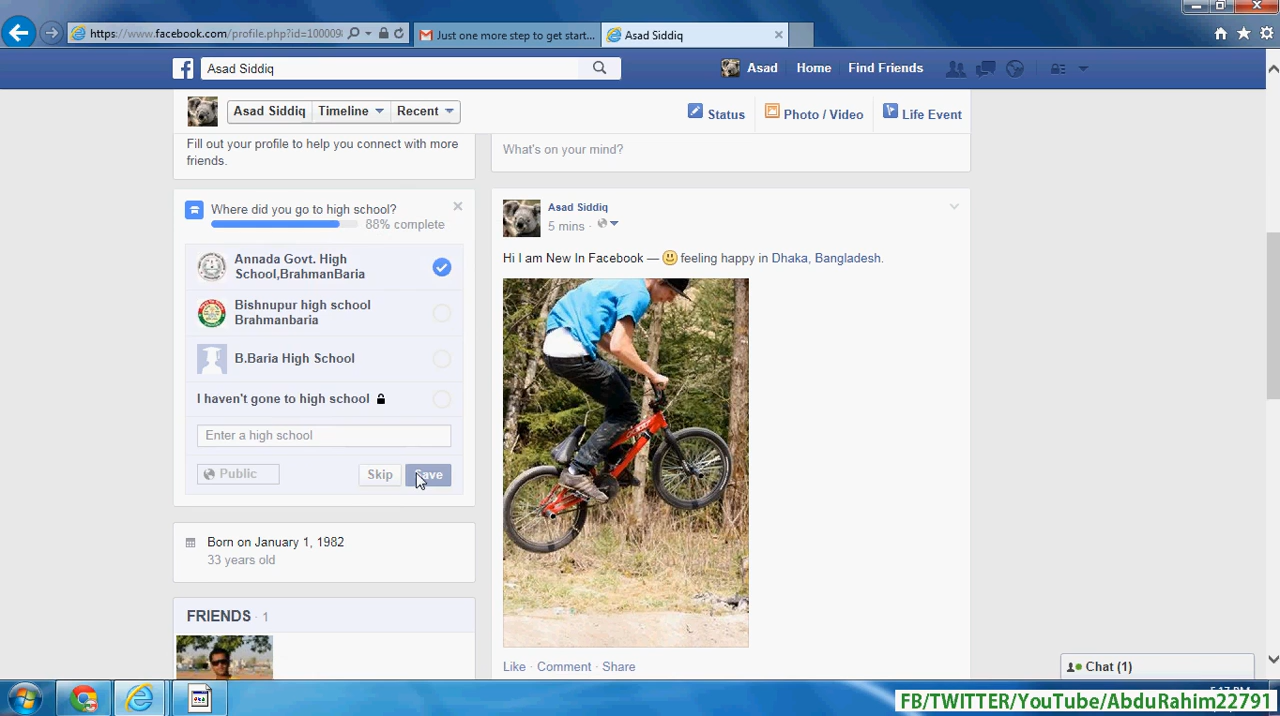 https://www.facebook.com/profile.php?id=100009
Just one more step to get start...
Asad Siddiq
Asad Siddiq
Asad
Home
Find Friends
Asad Siddiq
Timeline
Recent
Status
Photo / Video
Life Event
Fill out your profile to help you connect with more
friends.
Where did you go to high school?
88% complete
Annada Govt. High
School,BrahmanBaria
Bishnupur high school
Brahmanbaria
B.Baria High School
I haven't gone to high school
Enter a high school
Public
Skip
Save
Born on January 1, 1982
33 years old
FRIENDS · 1
What's on your mind?
Asad Siddiq
5 mins ·
Hi I am New In Facebook — feeling happy in Dhaka, Bangladesh.
Like · Comment · Share
Chat (1)
FB/TWITTER/YouTube/AbduRahim22791